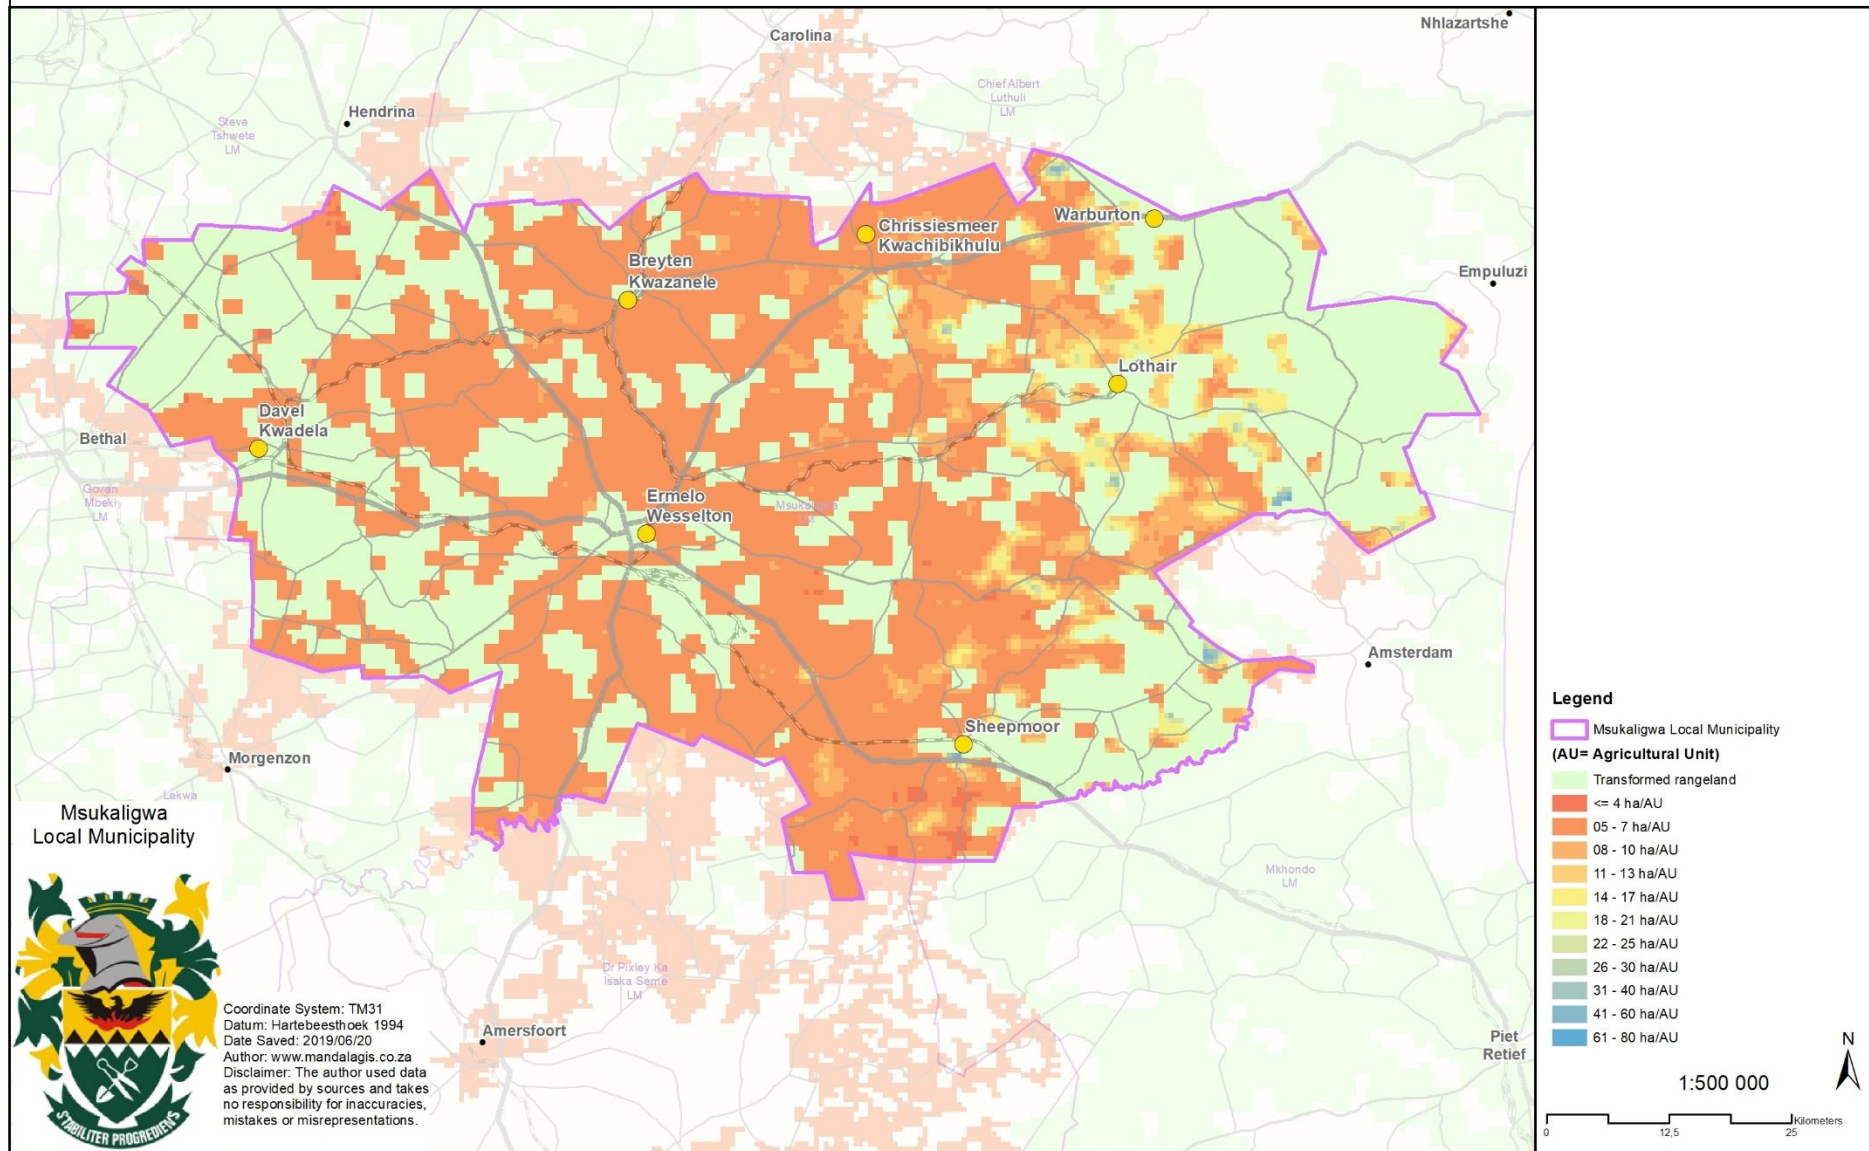 Carolina
Nhlazartshe
Chief Albert
Luthuli
LM
Hendrina
Steve
Tshwete
LM
Warburton
Chrissiesmeer
Kwachibikhulu
Breyten
Kwazanele
Empuluzi
Lothair
Davel
Kwadela
Bethal
Govan
Mbeki
LM
Ermelo
Wesselton
Msukaligwa
LM
Amsterdam
Sheepmoor
Morgenzon
Lekwa
Mkhondo
LM
Dr Pixley Ka
Isaka Seme
LM
Amersfoort
Piet
Retief
Msukaligwa
Local Municipality
STABILITER PROGREDIENS
Coordinate System: TM31
Datum: Hartebeesthoek 1994
Date Saved: 2019/06/20
Author: www.mandalagis.co.za
Disclaimer: The author used data
as provided by sources and takes
no responsibility for inaccuracies,
mistakes or misrepresentations.
Legend
Msukaligwa Local Municipality
(AU= Agricultural Unit)
Transformed rangeland
<= 4 ha/AU
05 - 7 ha/AU
08 - 10 ha/AU
11 - 13 ha/AU
14 - 17 ha/AU
18 - 21 ha/AU
22 - 25 ha/AU
26 - 30 ha/AU
31 - 40 ha/AU
41 - 60 ha/AU
61 - 80 ha/AU
N
1:500 000
Kilometers
0 12,5 25